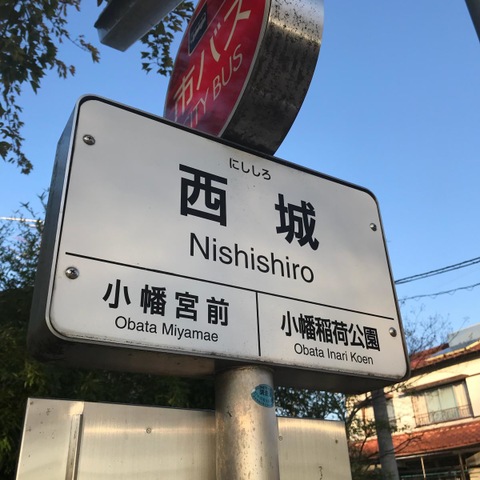 市バス
CITY BUS
にししろ
西城
Nishishiro
小幡宮前
Obata Miyamae
小幡稲荷公園
Obata Inari Koen